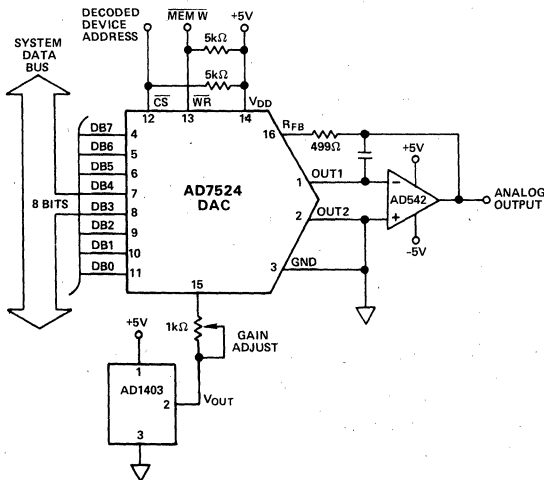 DECODED
DEVICE
ADDRESS
MEM W
+5V
SYSTEM
DATA
BUS
5kΩ
5kΩ
CS
WR
VDD
12
13
14
16
RFB
499Ω
DB7
4
DB6
5
DB5
6
DB4
7
8 BITS
DB3
8
DB2
9
DB1
10
DB0
11
AD7524
DAC
1
OUT1
2
OUT2
3
GND
+5V
−
AD542
+
-5V
ANALOG
OUTPUT
15
1kΩ
GAIN
ADJUST
+5V
1
AD1403
2
VOUT
3